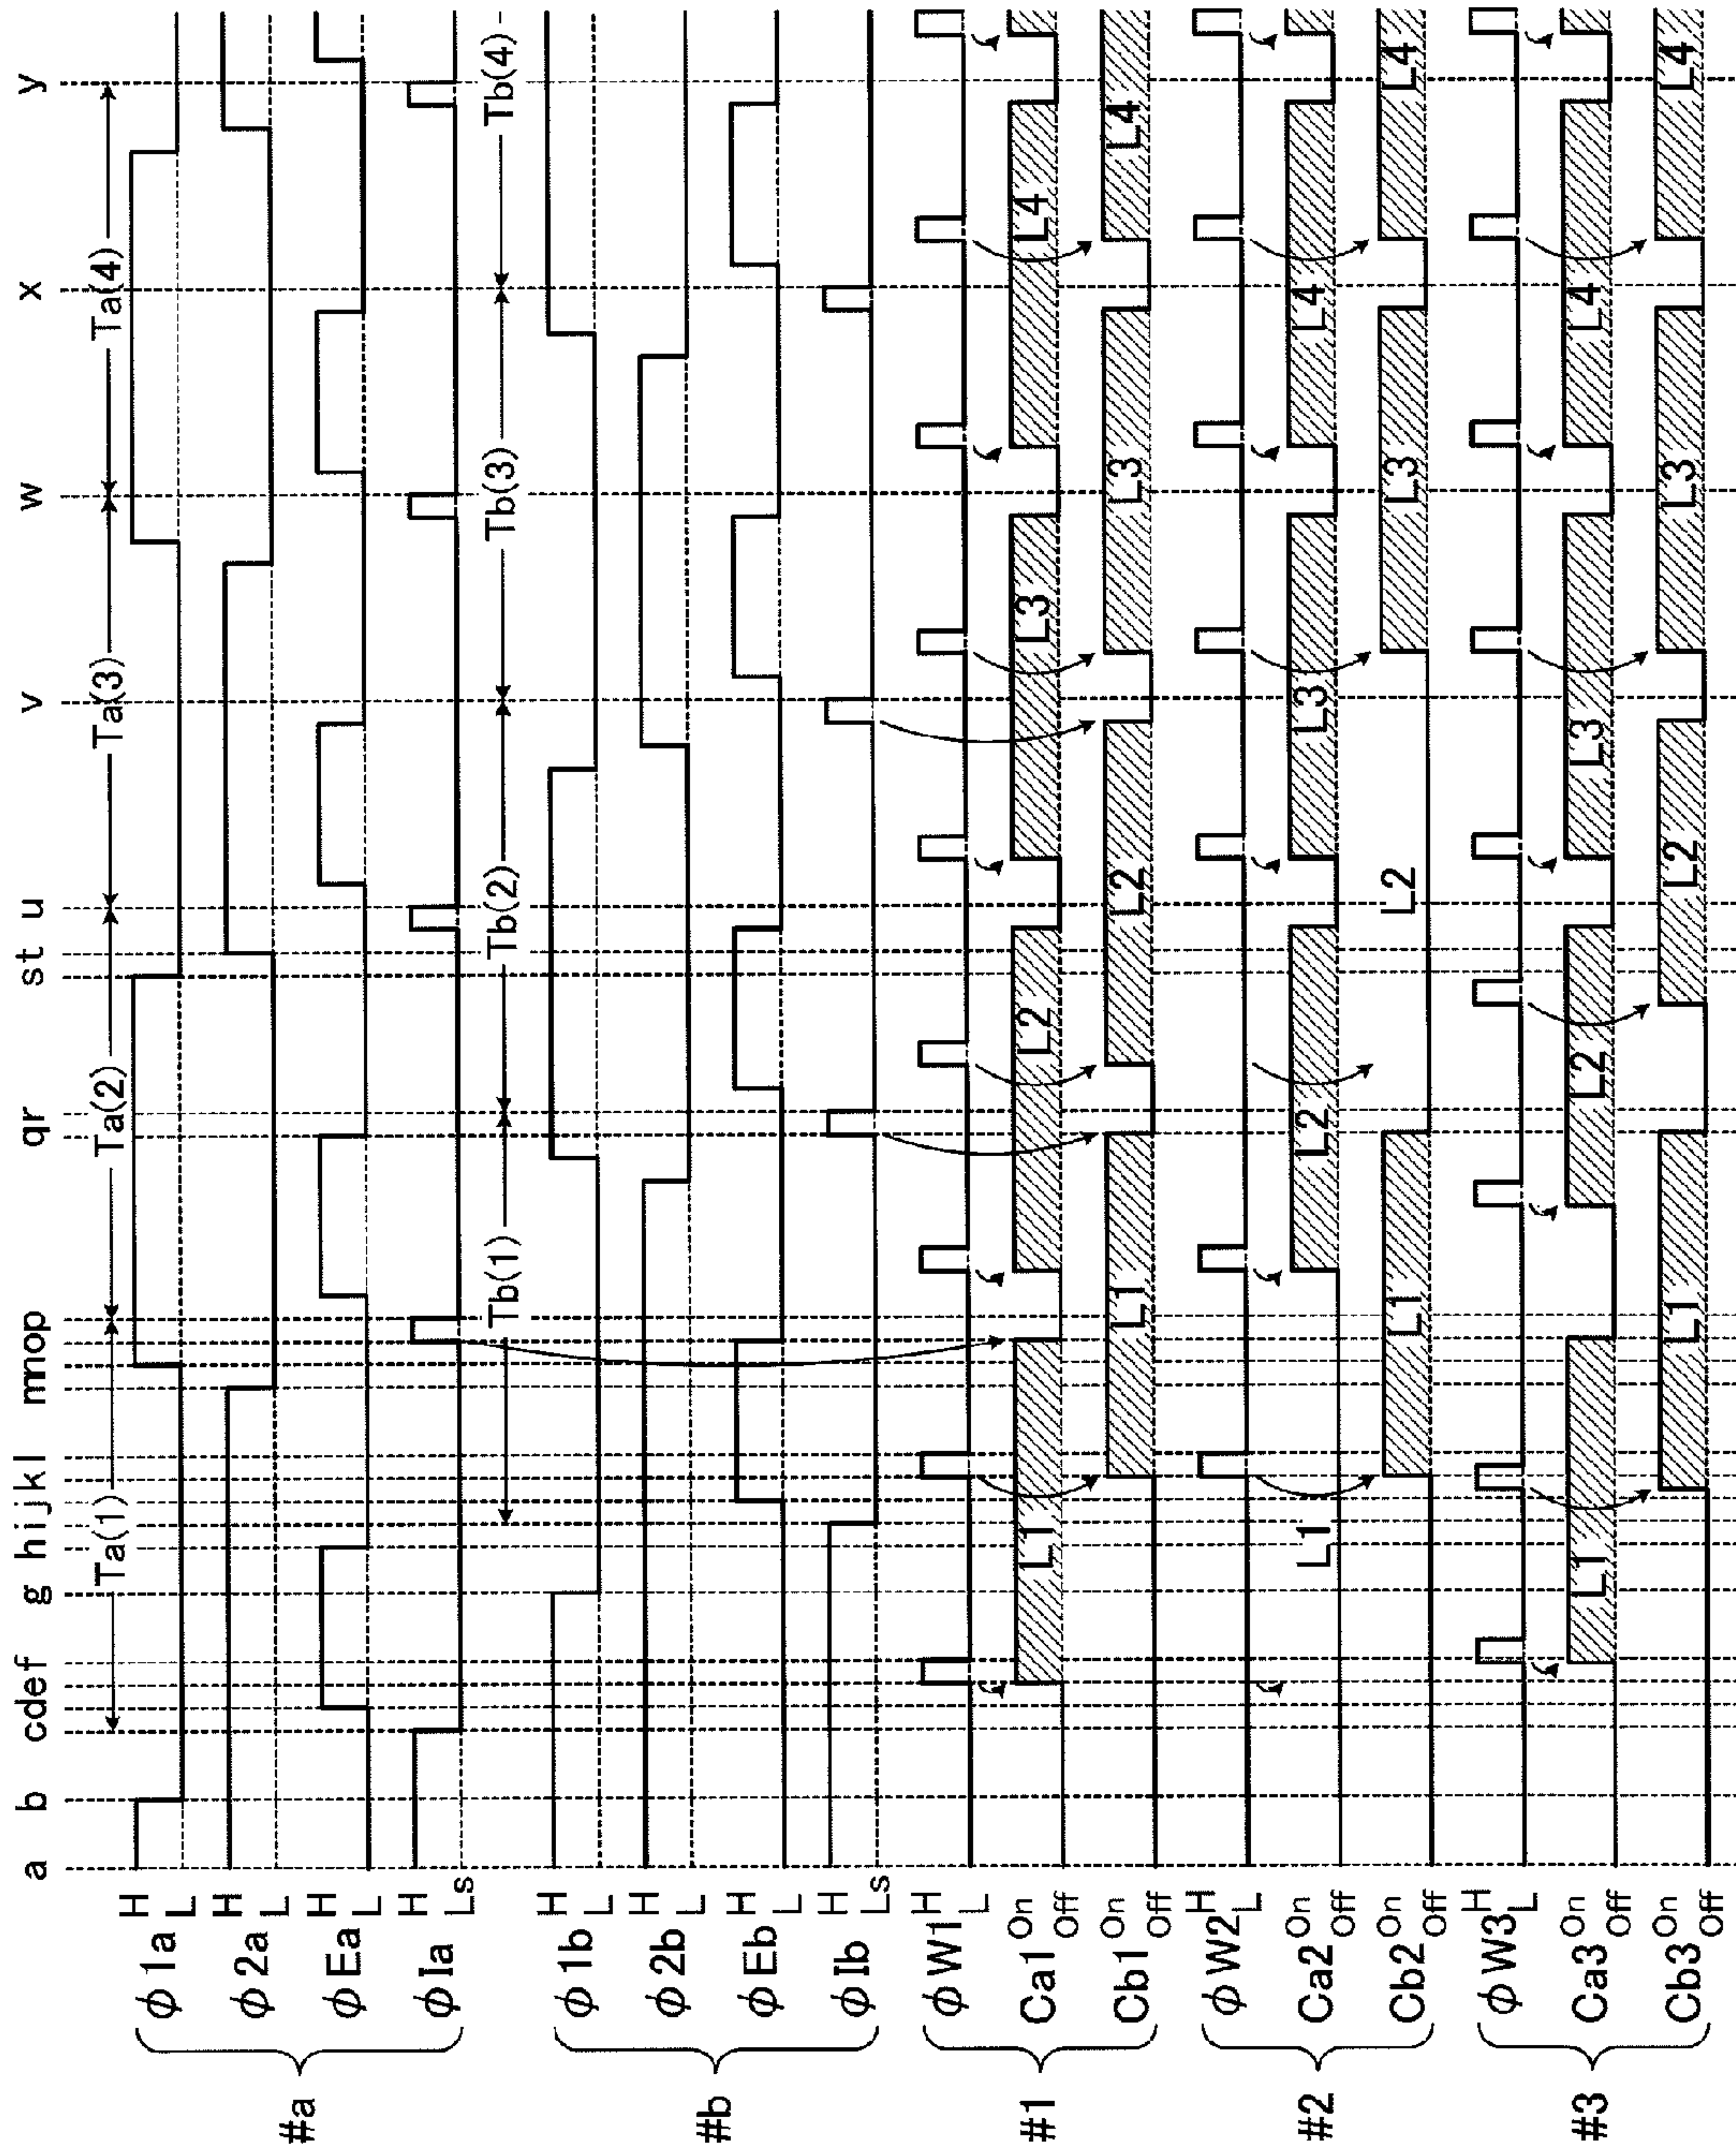 a b cdef g hijkl mnop qr st u v w x y
Ta(1) Ta(2) Ta(3) Ta(4)
#a
φ1a H L
φ2a H L
φEa H L
φIa H Ls
Tb(1) Tb(2) Tb(3) Tb(4)
#b
φ1b H L
φ2b H L
φEb H L
φIb H Ls
#1
φW1 H L
Ca1 On Off L1 L2 L3 L4
Cb1 On Off L1 L2 L3 L4
#2
φW2 H L
Ca2 On Off L1 L2 L3 L4
Cb2 On Off L1 L2 L3 L4
#3
φW3 H L
Ca3 On Off L1 L2 L3 L4
Cb3 On Off L1 L2 L3 L4